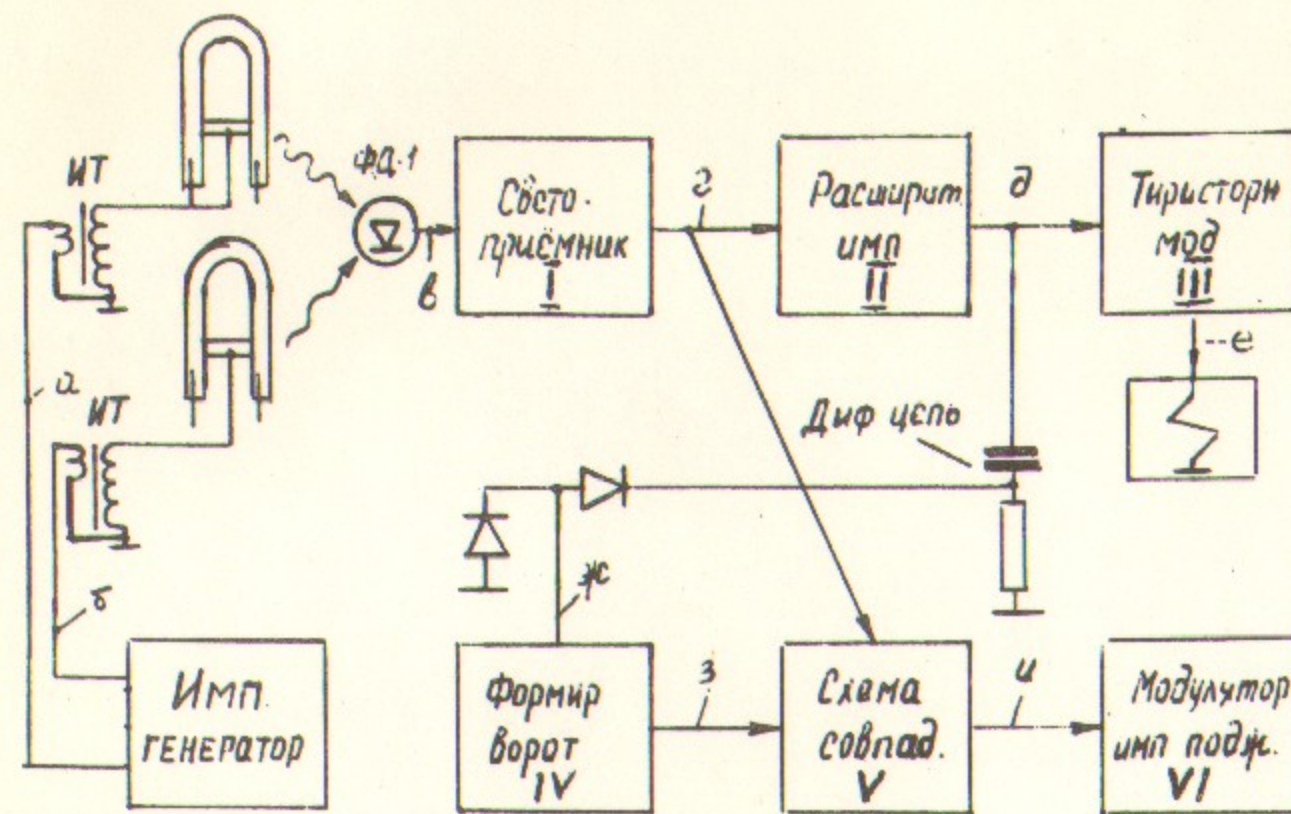 ИТ
ФД-1
Свето-
приёмник
I
г
Расширит.
имп
II
д
Тиристорн
мод
III
в
--е
а
ИТ
Диф цепь
б
ж
Имп.
генератор
Формир
ворот
IV
з
Схема
совпад.
V
и
Модулятор
имп подж.
VI